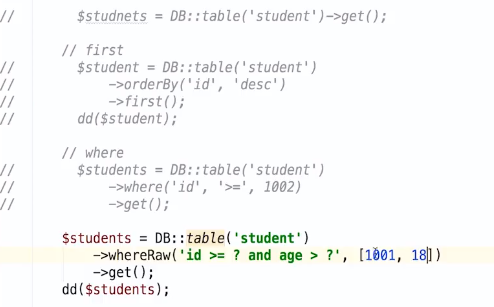 //        $studnets = DB::table('student')->get();
        // first
//        $student = DB::table('student')
//            ->orderBy('id', 'desc')
//            ->first();
//        dd($student);
        // where
//        $students = DB::table('student')
//            ->where('id', '>=', 1002)
//            ->get();
        $students = DB::table('student')
            ->whereRaw('id >= ? and age > ?', [1001, 18])
            ->get();
        dd($students);